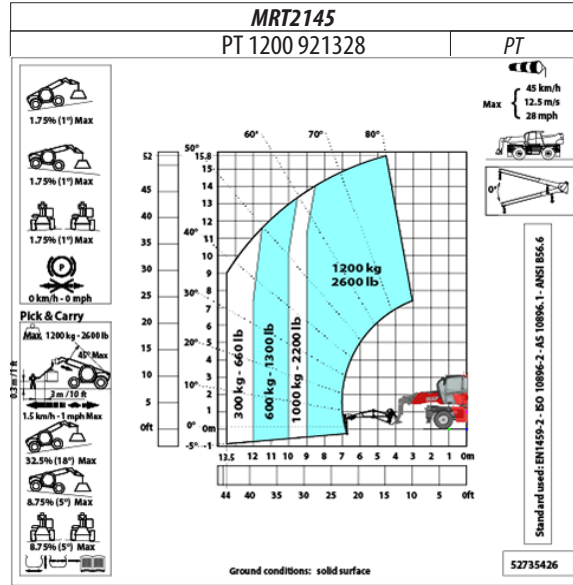 MRT2145
PT 1200 921328
PT
1.75% (1°) Max
1.75% (1°) Max
1.75% (1°) Max
P
0 km/h - 0 mph
Pick & Carry
Max 1200 kg - 2600 lb
45° Max
0.3 m / 1 ft
3 m / 10 ft
1.5 km/h - 1 mph Max
32.5% (18°) Max
8.75% (5°) Max
8.75% (5°) Max
Max
45 km/h
12.5 m/s
28 mph
0°
60° 70° 80°
52 50° 15.8
15
45 14
13
40 12
40° 11
35 10
30° 9
30 8
25 7
20° 6
20 5
15 4
10° 3
10 2
5 1
0ft 0° 0m
-5° -1
300 kg - 660 lb
600 kg - 1300 lb
1000 kg - 2200 lb
1200 kg
2600 lb
13.5 12 11 10 9 8 7 6 5 4 3 2 1 0m
44 40 35 30 25 20 15 10 5 0ft
Standard used: EN1459-2 - ISO 10896-2 - AS 10896.1 - ANSI B56.6
Ground conditions: solid surface
52735426